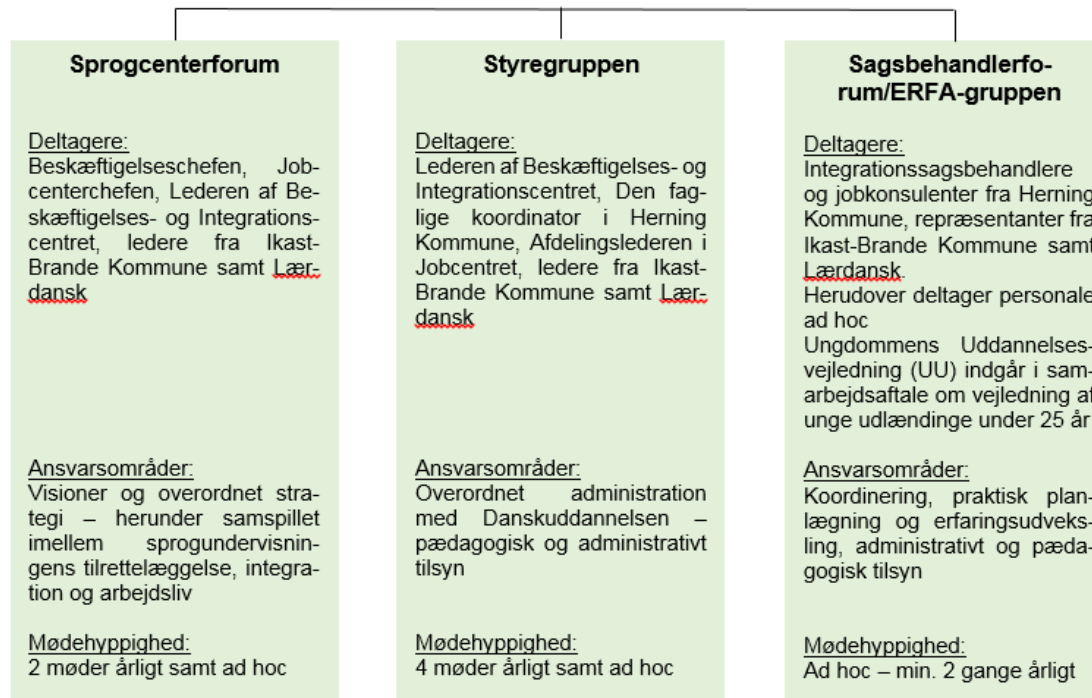 Sprogcenterforum
Deltagere:
Beskæftigelseschefen, Job-
centerchefen, Lederen af Be-
skæftigelses- og Integrations-
centret, ledere fra Ikast-
Brande Kommune samt Lær-
dansk
Ansvarsområder:
Visioner og overordnet stra-
tegi – herunder samspillet
imellem sprogundervisnin-
gens tilrettelæggelse, integra-
tion og arbejdsliv
Mødehyppighed:
2 møder årligt samt ad hoc
Styregruppen
Deltagere:
Lederen af Beskæftigelses- og
Integrationscentret, Den fag-
lige koordinator i Herning
Kommune, Afdelingslederen i
Jobcentret, ledere fra Ikast-
Brande Kommune samt Lær-
dansk
Ansvarsområder:
Overordnet administration
med Danskuddannelsen –
pædagogisk og administrativt
tilsyn
Mødehyppighed:
4 møder årligt samt ad hoc
Sagsbehandlerfo-
rum/ERFA-gruppen
Deltagere:
Integrationssagsbehandlere
og jobkonsulenter fra Herning
Kommune, repræsentanter fra
Ikast-Brande Kommune samt
Lærdansk.
Herudover deltager personale
ad hoc
Ungdommens Uddannelses-
vejledning (UU) indgår i sam-
arbejdsaftale om vejledning af
unge udlændinge under 25 år
Ansvarsområder:
Koordinering, praktisk plan-
lægning og erfaringsudveks-
ling, administrativt og pæda-
gogisk tilsyn
Mødehyppighed:
Ad hoc – min. 2 gange årligt